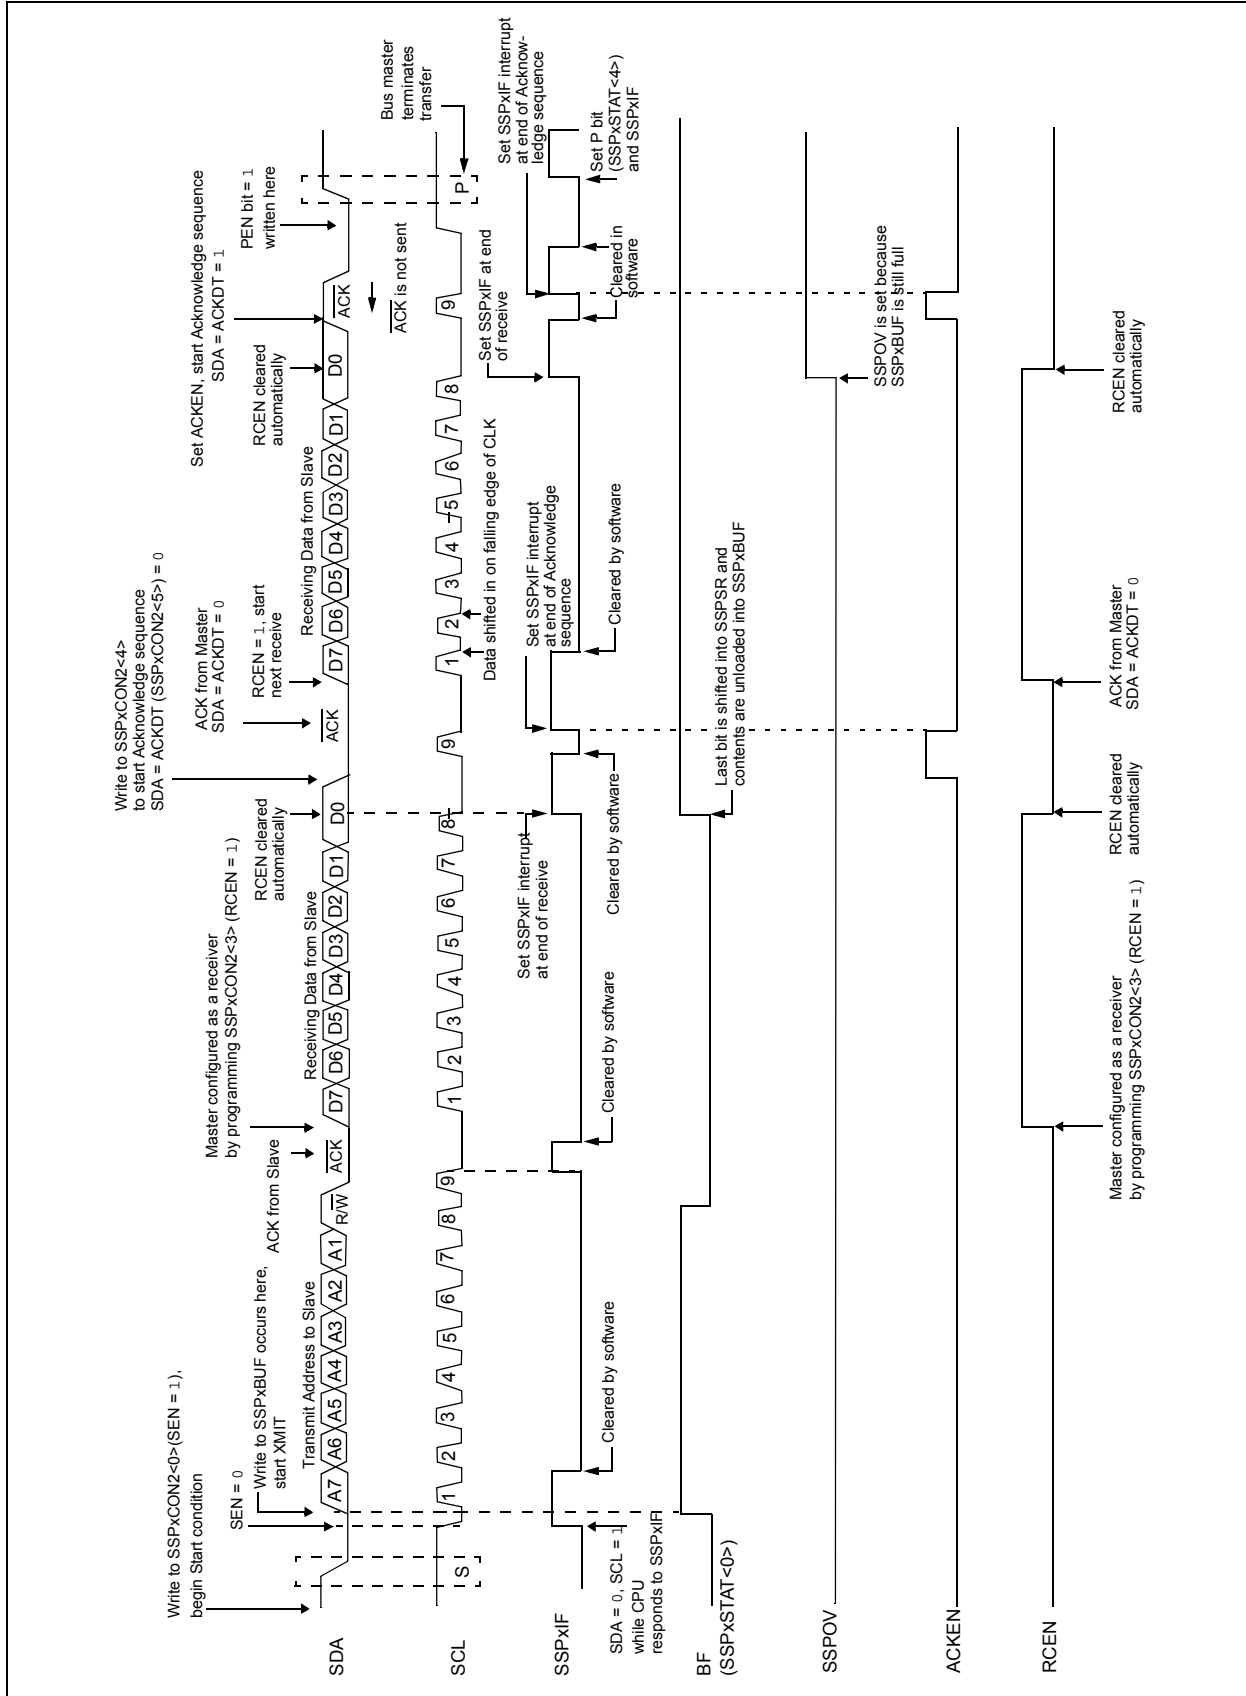 Write to SSPxCON2<0>(SEN = 1),
begin Start condition
SEN = 0
Write to SSPxBUF occurs here,
start XMIT
ACK from Slave
Master configured as a receiver
by programming SSPxCON2<3> (RCEN = 1)
RCEN cleared
automatically
Write to SSPxCON2<4>
to start Acknowledge sequence
SDA = ACKDT (SSPxCON2<5>) = 0
ACK from Master
SDA = ACKDT = 0
RCEN = 1, start
next receive
RCEN cleared
automatically
Set ACKEN, start Acknowledge sequence
SDA = ACKDT = 1
PEN bit = 1
written here
Transmit Address to Slave
Receiving Data from Slave
Receiving Data from Slave
SDA
A7 A6 A5 A4 A3 A2 A1 R/W ACK D7 D6 D5 D4 D3 D2 D1 D0 ACK D7 D6 D5 D4 D3 D2 D1 D0 ACK
ACK is not sent
Bus master
terminates
transfer
SCL
S 1 2 3 4 5 6 7 8 9 1 2 3 4 5 6 7 8 9 1 2 3 4 5 6 7 8 9 P
Data shifted in on falling edge of CLK
Set SSPxIF interrupt
at end of receive
Set SSPxIF interrupt
at end of Acknowledge
sequence
Set SSPxIF at end
of receive
Set SSPxIF interrupt
at end of Acknow-
ledge sequence
SSPxIF
SDA = 0, SCL = 1
while CPU
responds to SSPxIF
Cleared by software
Cleared by software
Cleared by software
Cleared by software
Cleared in
software
Set P bit
(SSPxSTAT<4>)
and SSPxIF
BF
(SSPxSTAT<0>)
Last bit is shifted into SSPSR and
contents are unloaded into SSPxBUF
SSPOV
SSPOV is set because
SSPxBUF is still full
ACKEN
RCEN
Master configured as a receiver
by programming SSPxCON2<3> (RCEN = 1)
RCEN cleared
automatically
ACK from Master
SDA = ACKDT = 0
RCEN cleared
automatically